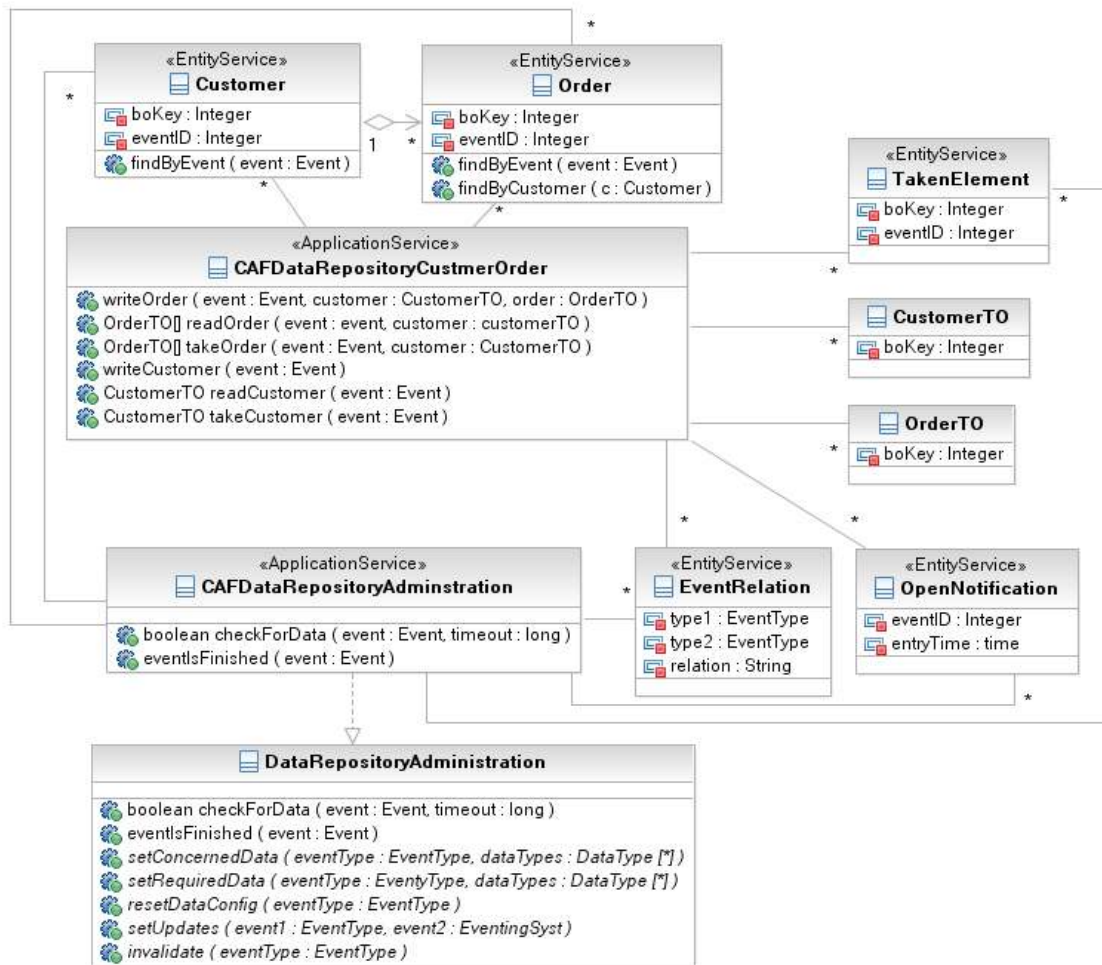 *
«EntityService»
Customer
boKey : Integer
eventID : Integer
findByEvent ( event : Event )
*
1
*
«EntityService»
Order
boKey : Integer
eventID : Integer
findByEvent ( event : Event )
findByCustomer ( c : Customer )
*
*
«EntityService»
TakenElement
boKey : Integer
eventID : Integer
*
*
«ApplicationService»
CAFDataRepositoryCustmerOrder
writeOrder ( event : Event, customer : CustomerTO, order : OrderTO )
OrderTO[] readOrder ( event : event, customer : customerTO )
OrderTO[] takeOrder ( event : Event, customer : CustomerTO )
writeCustomer ( event : Event )
CustomerTO readCustomer ( event : Event )
CustomerTO takeCustomer ( event : Event )
CustomerTO
boKey : Integer
*
OrderTO
boKey : Integer
*
*
*
«ApplicationService»
CAFDataRepositoryAdminstration
boolean checkForData ( event : Event, timeout : long )
eventIsFinished ( event : Event )
*
«EntityService»
EventRelation
type1 : EventType
type2 : EventType
relation : String
«EntityService»
OpenNotification
eventID : Integer
entryTime : time
*
DataRepositoryAdministration
boolean checkForData ( event : Event, timeout : long )
eventIsFinished ( event : Event )
setConcernedData ( eventType : EventType, dataTypes : DataType [*] )
setRequiredData ( eventType : EventyType, dataTypes : DataType [*] )
resetDataConfig ( eventType : EventType )
setUpdates ( event1 : EventType, event2 : EventingSyst )
invalidate ( eventType : EventType )